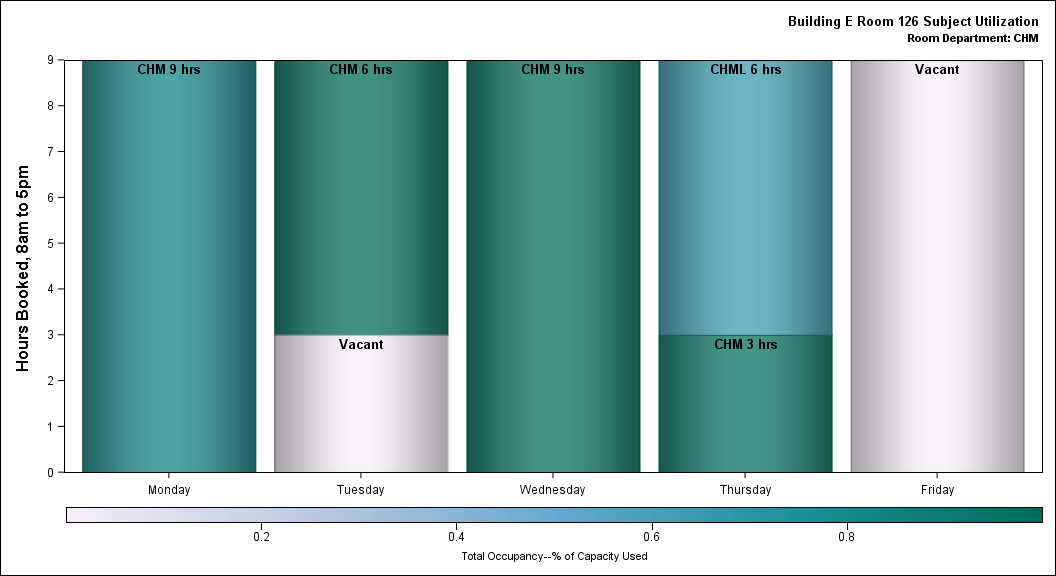 Building E Room 126 Subject Utilization
Room Department: CHM
Hours Booked, 8am to 5pm
9
8
7
6
5
4
3
2
1
0
CHM 9 hrs
CHM 6 hrs
CHM 9 hrs
CHML 6 hrs
Vacant
Vacant
CHM 3 hrs
Monday
Tuesday
Wednesday
Thursday
Friday
0.2
0.4
0.6
0.8
Total Occupancy--% of Capacity Used